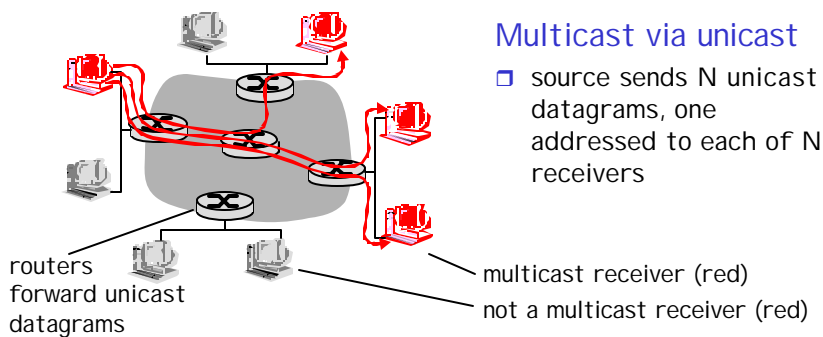 Multicast via unicast
source sends N unicast
datagrams, one
addressed to each of N
receivers
routers
forward unicast
datagrams
multicast receiver (red)
not a multicast receiver (red)